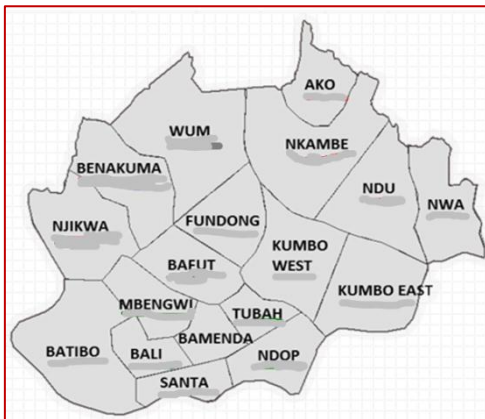 AKO
WUM
NKAMBE
BENAKUMA
NDU
NWA
NJIKWA
FUNDONG
KUMBO
WEST
BAFUT
KUMBO EAST
MBENGWI
TUBAH
BAMENDA
BATIBO
BALI
NDOP
SANTA